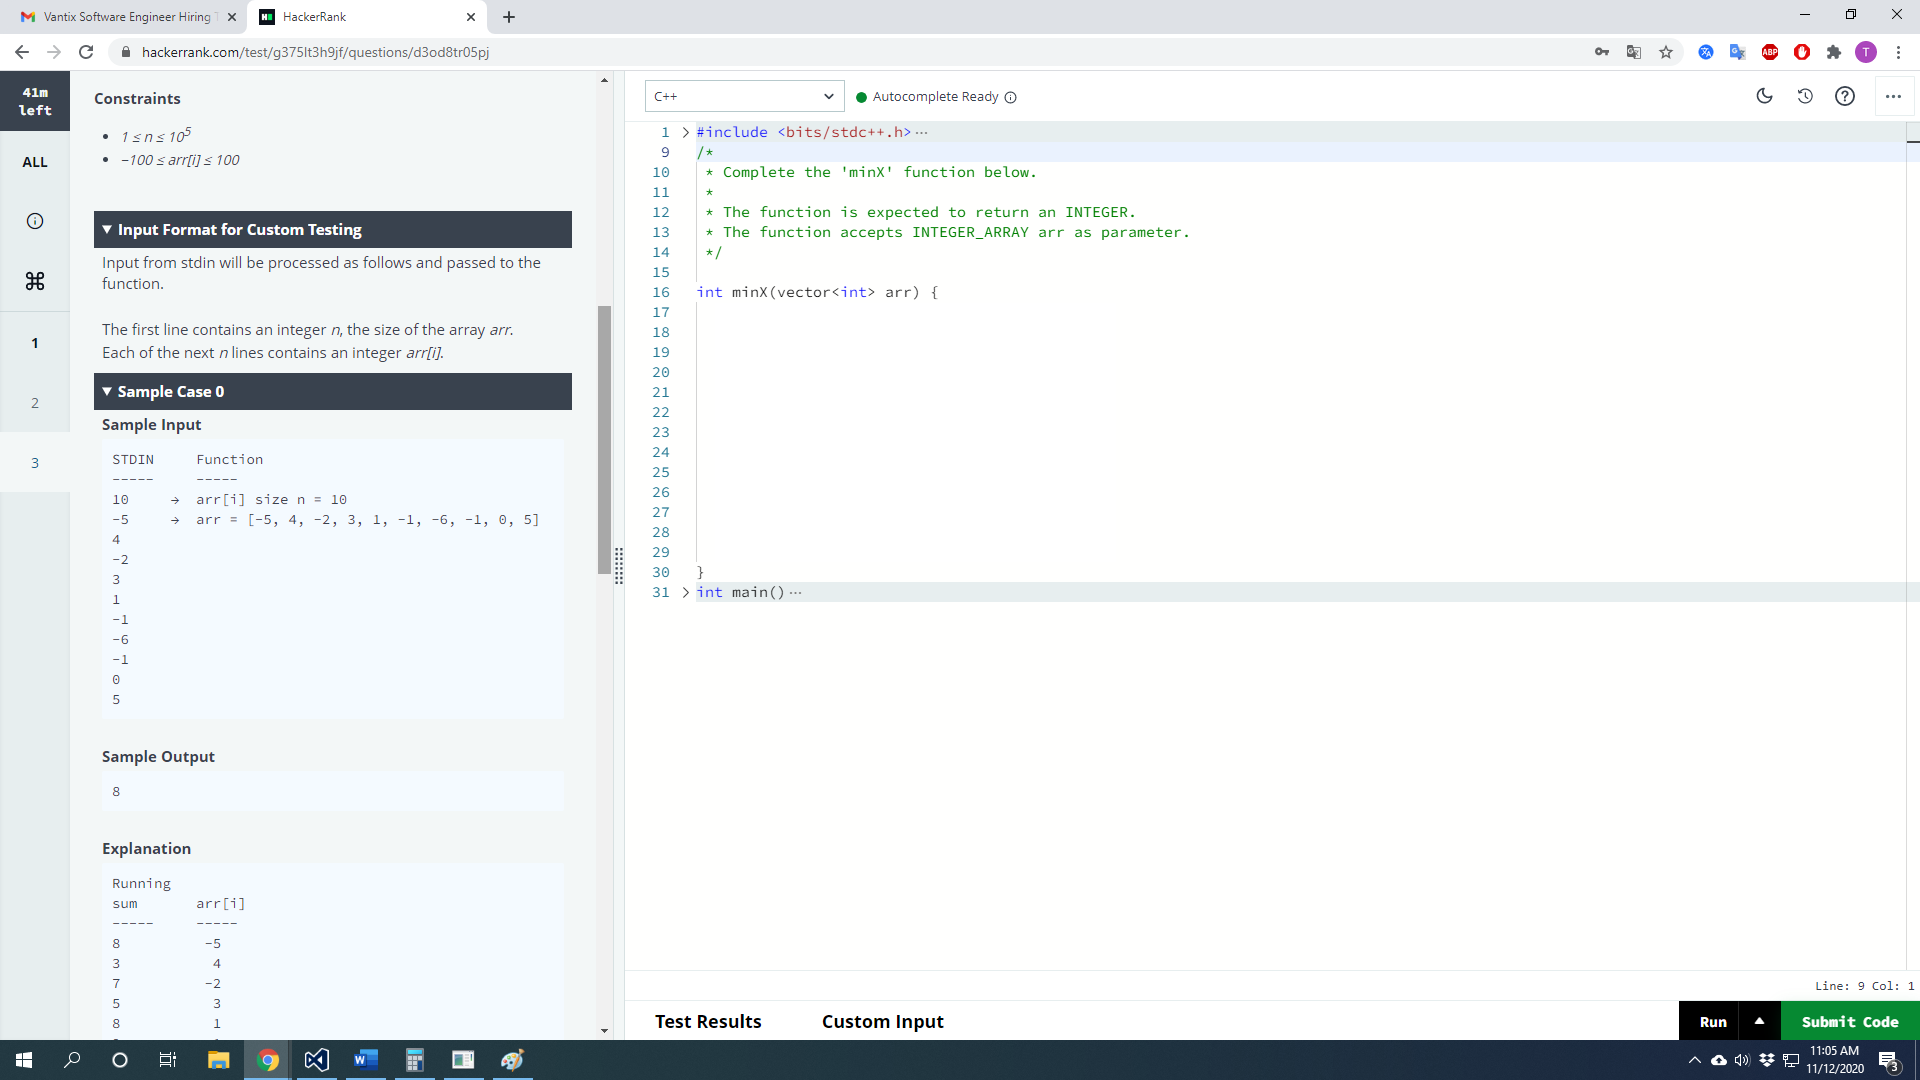 Vantix Software Engineer Hiring T
HackerRank
hackerrank.com/test/g375lt3h9jf/questions/d3od8tr05pj
ABP
T
41m
left
ALL
1
2
3
Constraints
• 1 ≤ n ≤ 10⁵
• −100 ≤ arr[i] ≤ 100
▼ Input Format for Custom Testing
Input from stdin will be processed as follows and passed to the
function.
The first line contains an integer n, the size of the array arr.
Each of the next n lines contains an integer arr[i].
▼ Sample Case 0
Sample Input
STDIN     Function
-----     -----
10     →  arr[i] size n = 10
-5     →  arr = [-5, 4, -2, 3, 1, -1, -6, -1, 0, 5]
4
-2
3
1
-1
-6
-1
0
5
Sample Output
8
Explanation
Running
sum       arr[i]
-----     -----
8          -5
3           4
7          -2
5           3
8           1
C++
Autocomplete Ready
1 #include <bits/stdc++.h>···
9 /*
10  * Complete the 'minX' function below.
11  *
12  * The function is expected to return an INTEGER.
13  * The function accepts INTEGER_ARRAY arr as parameter.
14  */
15
16 int minX(vector<int> arr) {
17
18
19
20
21
22
23
24
25
26
27
28
29
30 }
31 int main()···
Line: 9 Col: 1
Test Results
Custom Input
Run
Submit Code
11:05 AM
11/12/2020
3